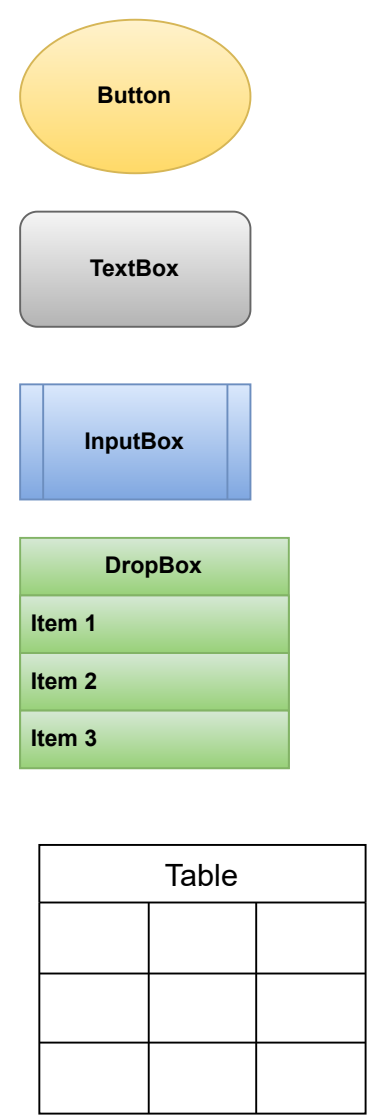 Button
TextBox
InputBox
DropBox
Item 1
Item 2
Item 3
Table